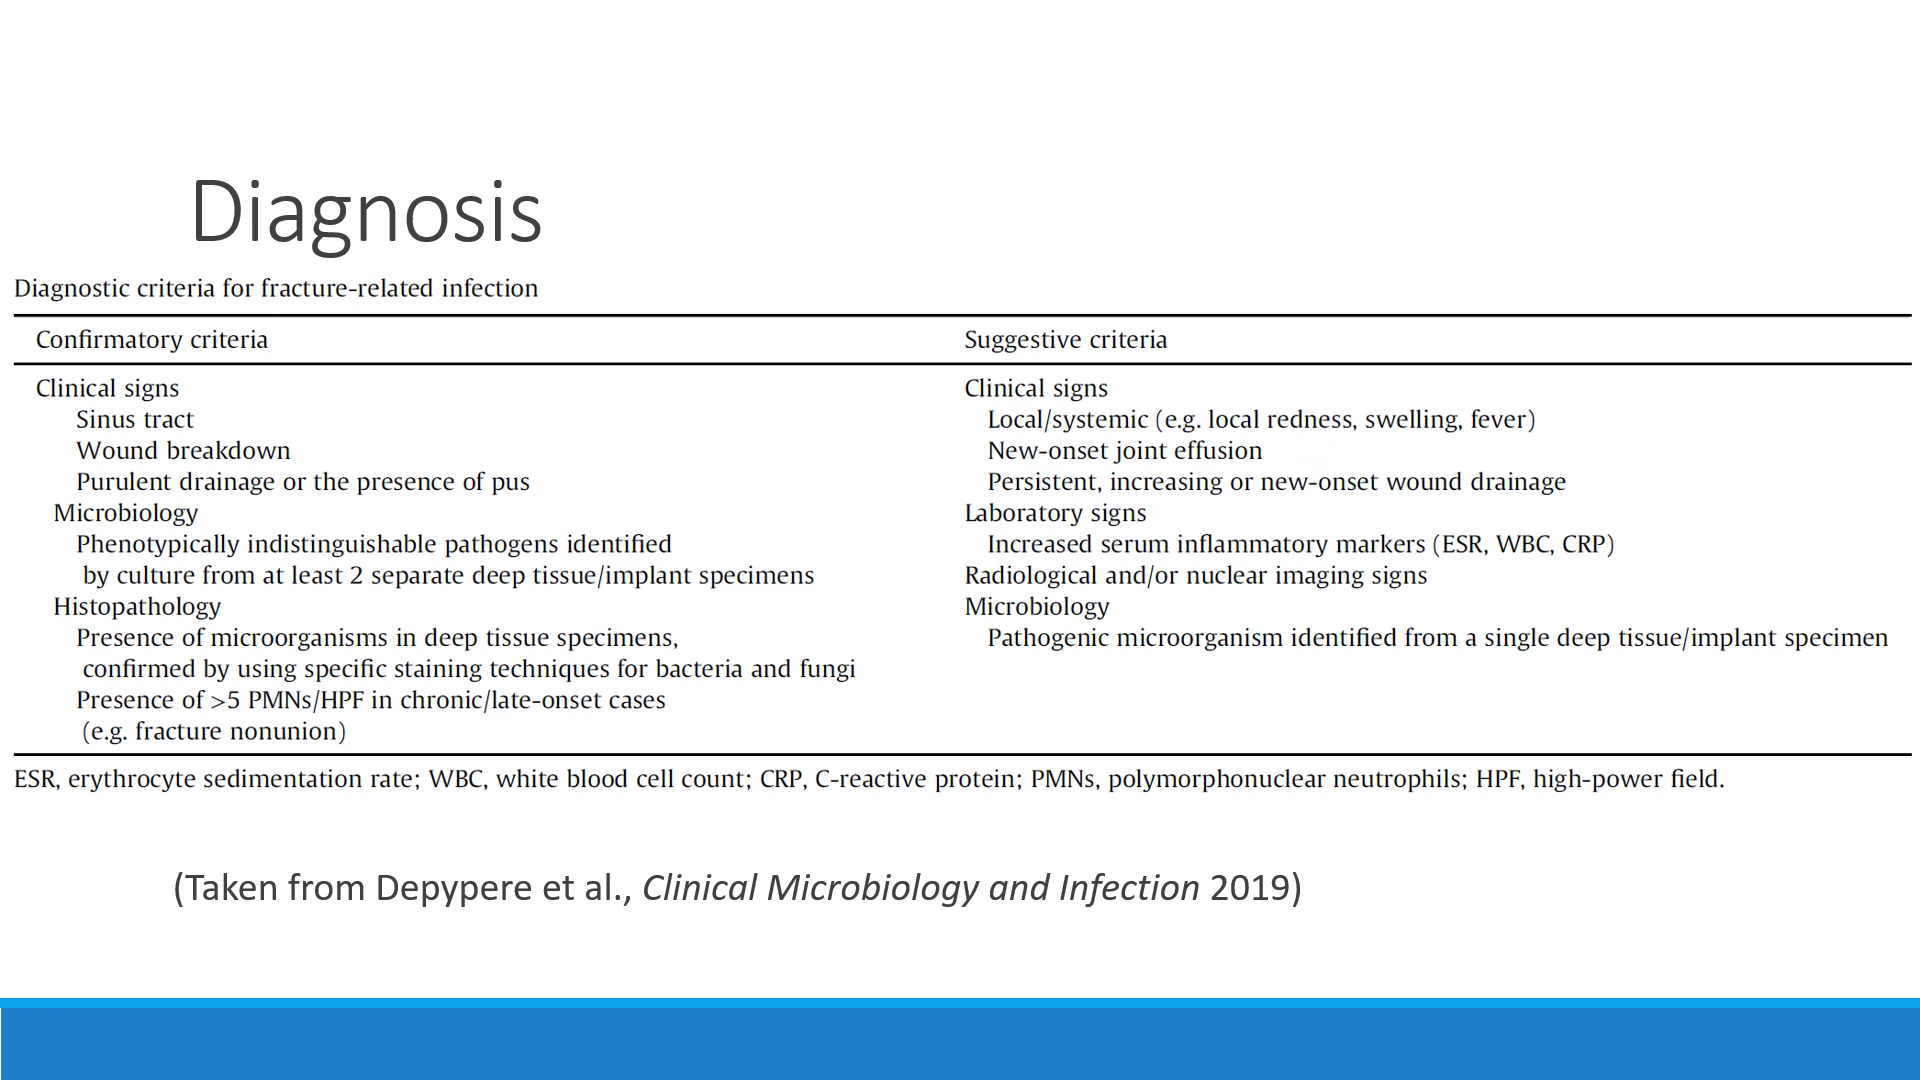 Diagnosis
Diagnostic criteria for fracture-related infection
Confirmatory criteria
Clinical signs
Sinus tract
Wound breakdown
Purulent drainage or the presence of pus
Microbiology
Phenotypically indistinguishable pathogens identified
by culture from at least 2 separate deep tissue/implant specimens
Histopathology
Presence of microorganisms in deep tissue specimens,
confirmed by using specific staining techniques for bacteria and fungi
Presence of >5 PMNs/HPF in chronic/late-onset cases
(e.g. fracture nonunion)
Suggestive criteria
Clinical signs
Local/systemic (e.g. local redness, swelling, fever)
New-onset joint effusion
Persistent, increasing or new-onset wound drainage
Laboratory signs
Increased serum inflammatory markers (ESR, WBC, CRP)
Radiological and/or nuclear imaging signs
Microbiology
Pathogenic microorganism identified from a single deep tissue/implant specimen
ESR, erythrocyte sedimentation rate; WBC, white blood cell count; CRP, C-reactive protein; PMNs, polymorphonuclear neutrophils; HPF, high-power field.
(Taken from Depypere et al., Clinical Microbiology and Infection 2019)